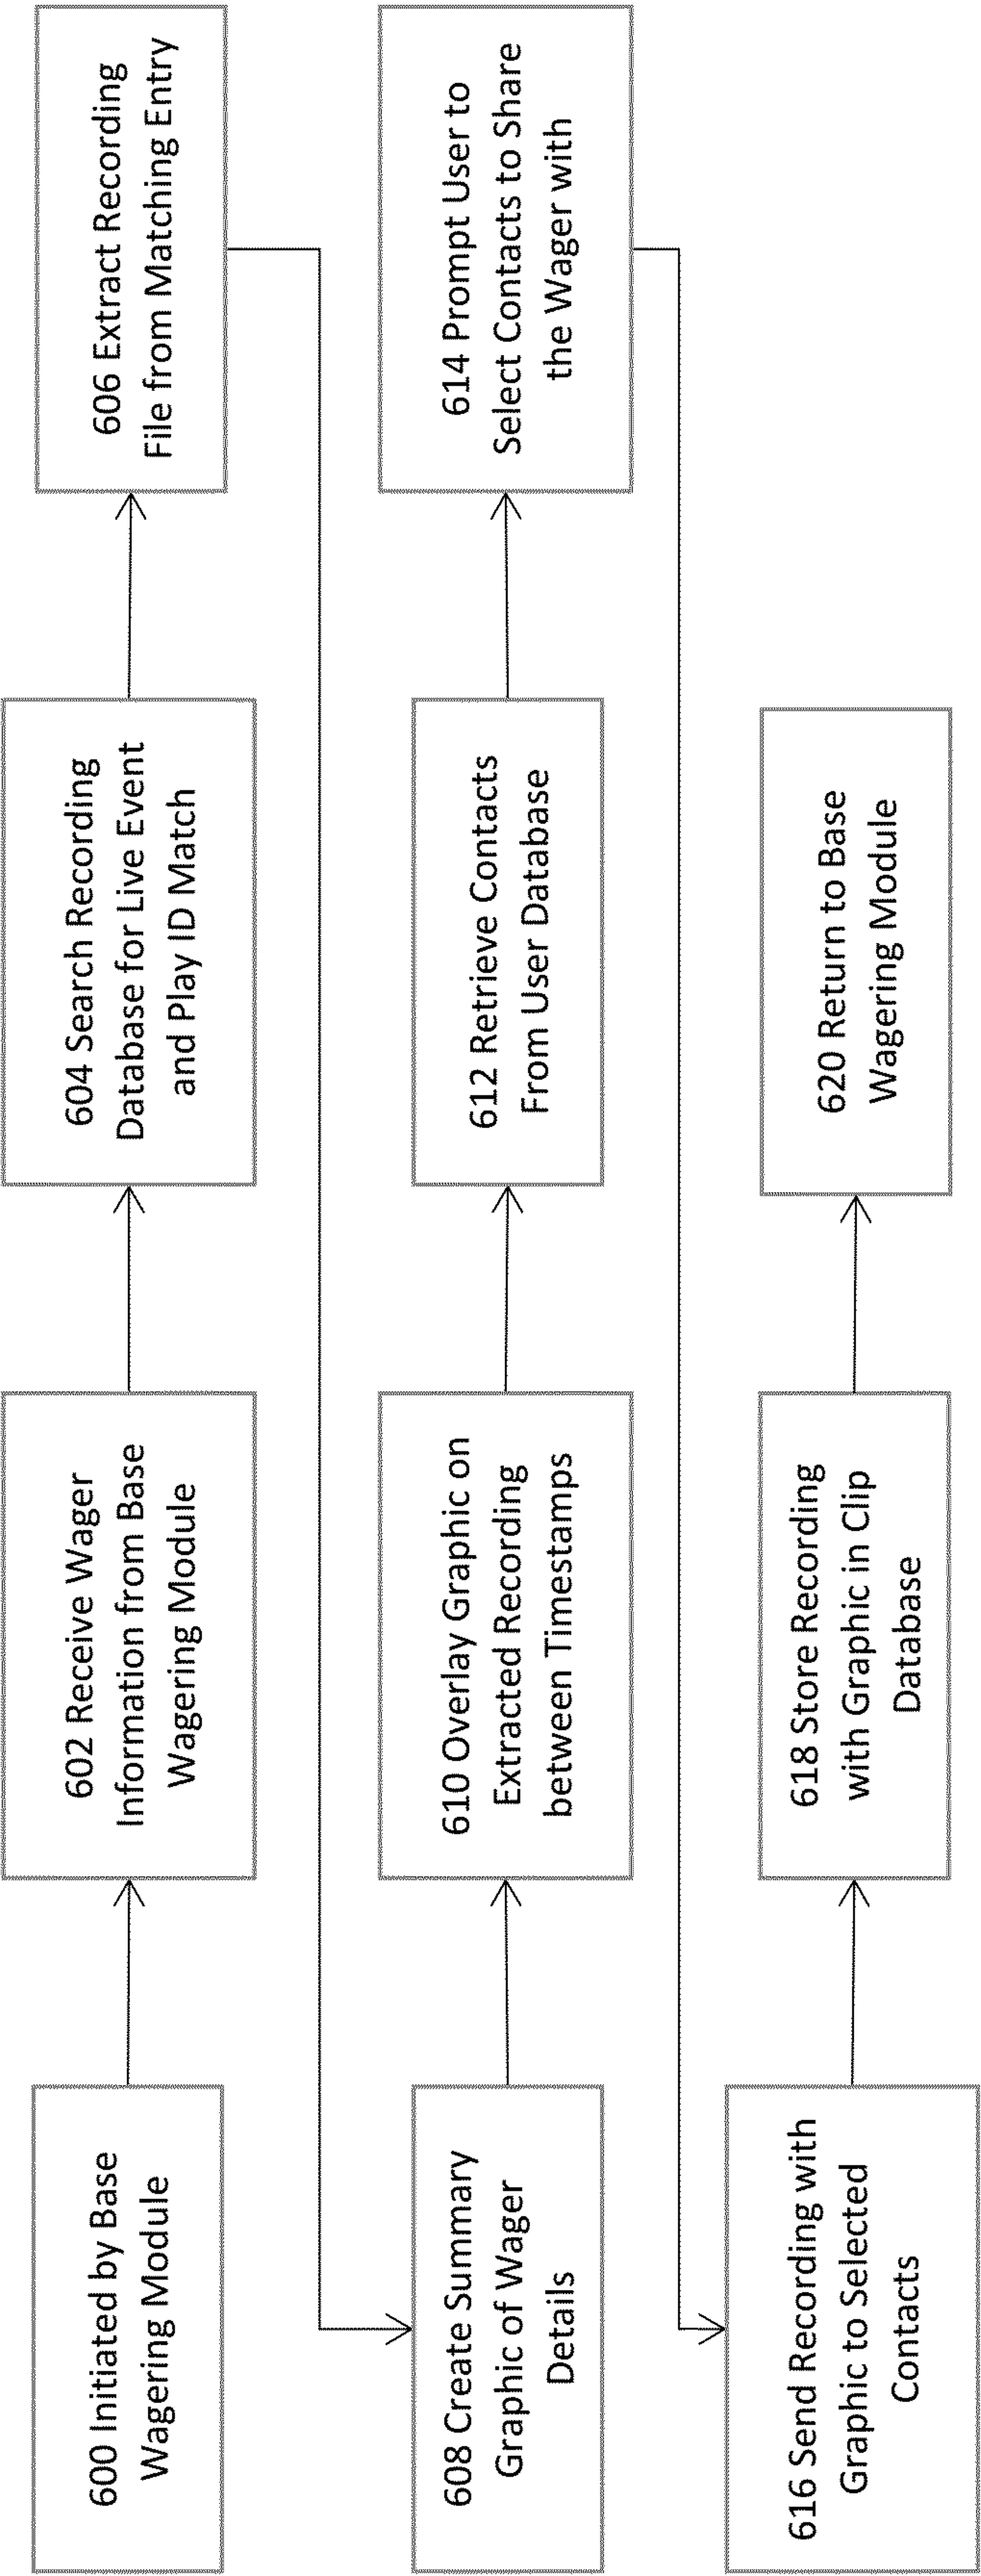 600 Initiated by Base
Wagering Module
602 Receive Wager
Information from Base
Wagering Module
604 Search Recording
Database for Live Event
and Play ID Match
606 Extract Recording
File from Matching Entry
608 Create Summary
Graphic of Wager
Details
610 Overlay Graphic on
Extracted Recording
between Timestamps
612 Retrieve Contacts
From User Database
614 Prompt User to
Select Contacts to Share
the Wager with
616 Send Recording with
Graphic to Selected
Contacts
618 Store Recording
with Graphic in Clip
Database
620 Return to Base
Wagering Module